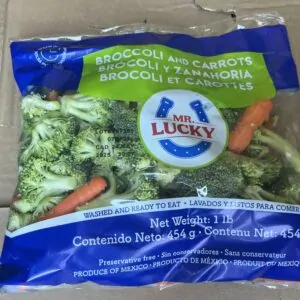 BROCCOLI AND CARROTS
BROCOLI Y ZANAHORIA
BROCOLI ET CAROTTES
MR.
LUCKY
WASHED AND READY TO EAT • LAVADOS Y LISTOS PARA COMER
Net Weight: 1 lb
Contenido Neto: 454 g • Contenu Net: 454
Preservative free • Sin conservadores • Sans conservateur
PRODUCE OF MEXICO • PRODUCTO DE MÉXICO • PRODUIT DU MEXIQUE